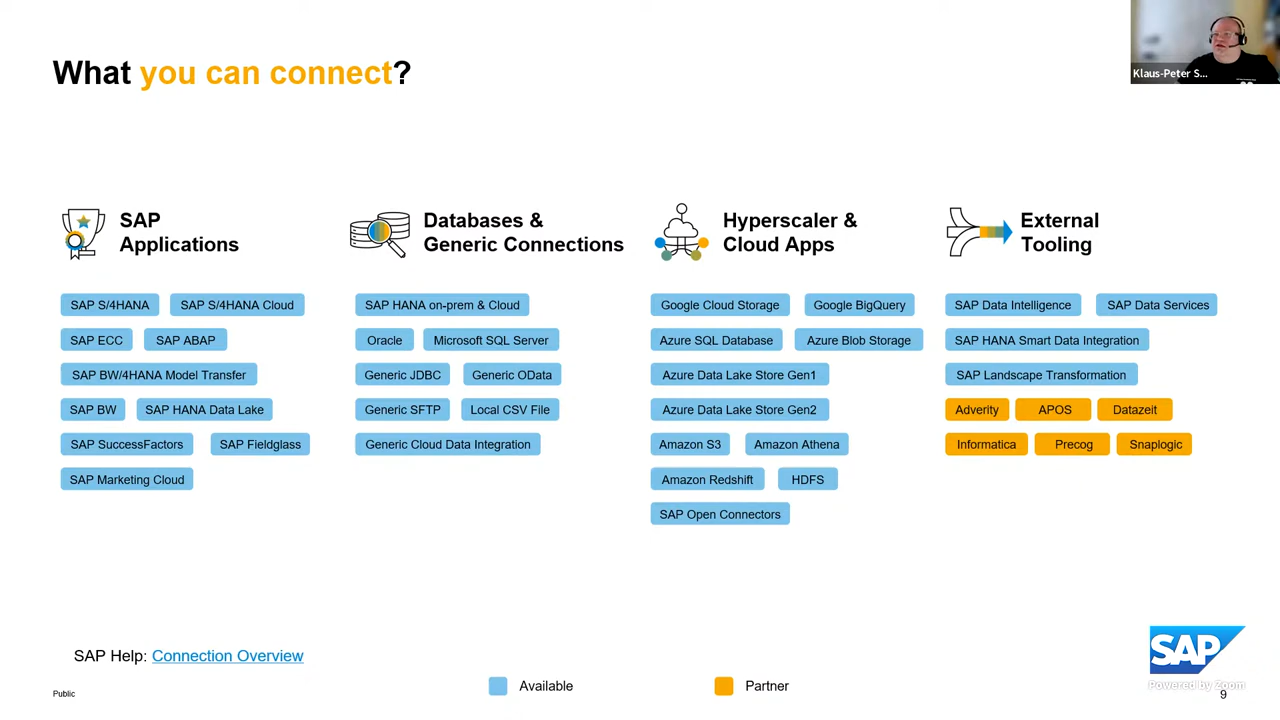 What you can connect?
Klaus-Peter S...
SAP
Applications
SAP S/4HANA
SAP S/4HANA Cloud
SAP ECC
SAP ABAP
SAP BW/4HANA Model Transfer
SAP BW
SAP HANA Data Lake
SAP SuccessFactors
SAP Fieldglass
SAP Marketing Cloud
Databases &
Generic Connections
SAP HANA on-prem & Cloud
Oracle
Microsoft SQL Server
Generic JDBC
Generic OData
Generic SFTP
Local CSV File
Generic Cloud Data Integration
Hyperscaler &
Cloud Apps
Google Cloud Storage
Google BigQuery
Azure SQL Database
Azure Blob Storage
Azure Data Lake Store Gen1
Azure Data Lake Store Gen2
Amazon S3
Amazon Athena
Amazon Redshift
HDFS
SAP Open Connectors
External
Tooling
SAP Data Intelligence
SAP Data Services
SAP HANA Smart Data Integration
SAP Landscape Transformation
Adverity
APOS
Datazeit
Informatica
Precog
Snaplogic
SAP Help: Connection Overview
Available
Partner
Public
SAP
Powered by Zoom
9